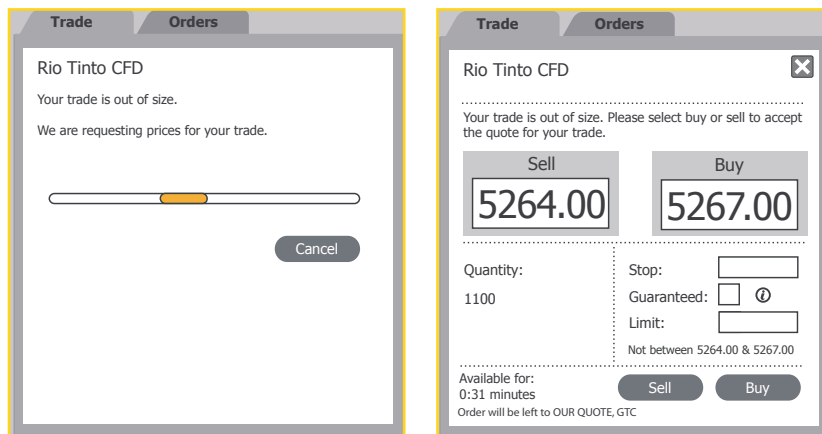 Trade Orders
Rio Tinto CFD
Your trade is out of size.
We are requesting prices for your trade.
Cancel
Trade Orders
Rio Tinto CFD
Your trade is out of size. Please select buy or sell to accept
the quote for your trade.
Sell Buy
5264.00 5267.00
Quantity:
1100
Stop:
Guaranteed:
Limit:
Not between 5264.00 & 5267.00
Available for:
0:31 minutes
Sell Buy
Order will be left to OUR QUOTE, GTC